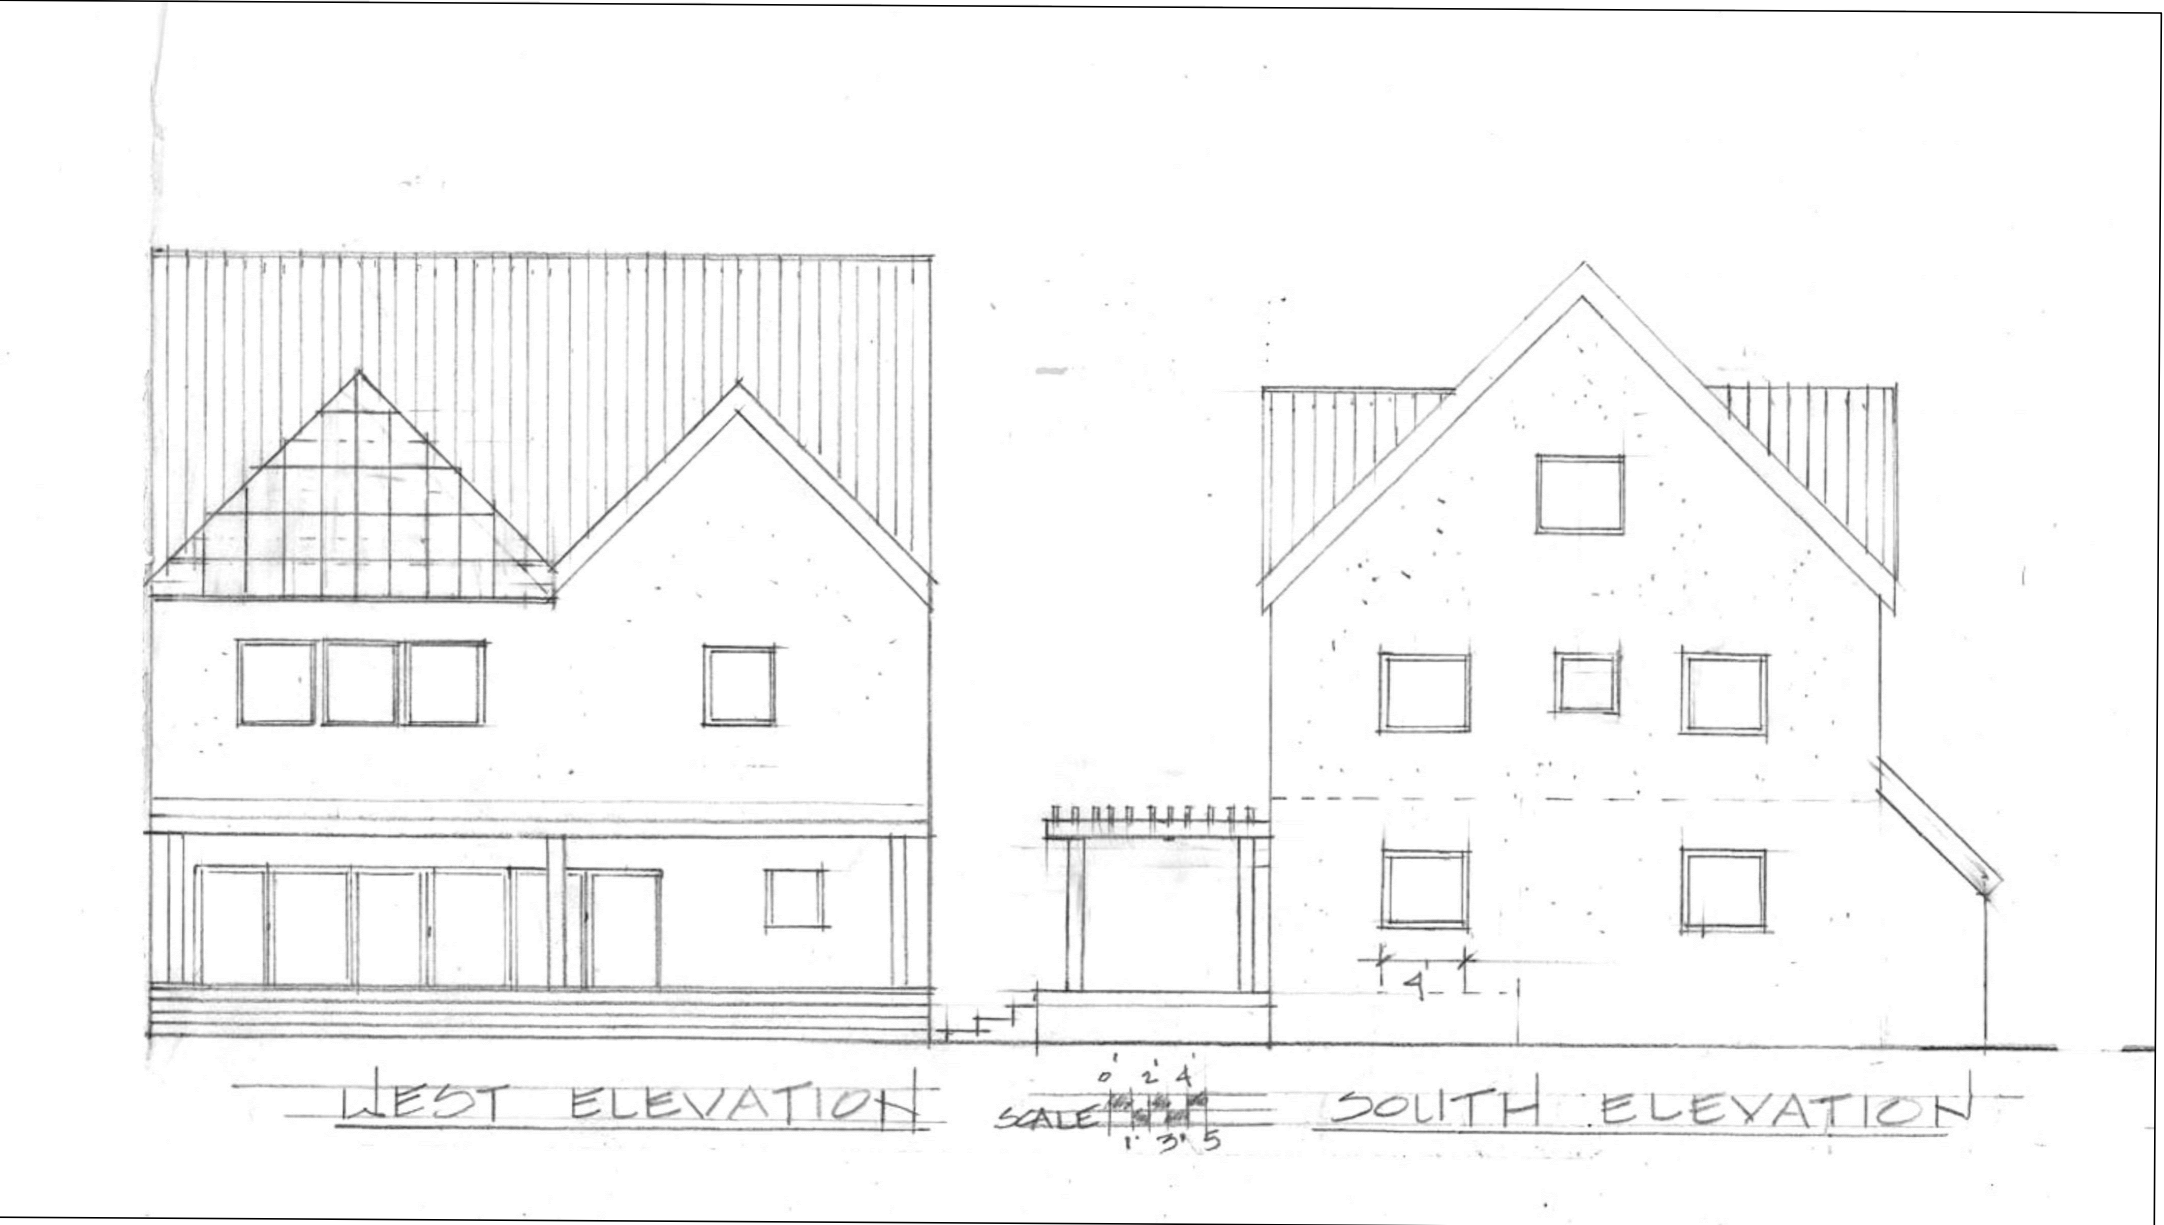 4'
0' 2' 4'
WEST ELEVATION
SCALE
SOUTH ELEVATION
1' 3' 5